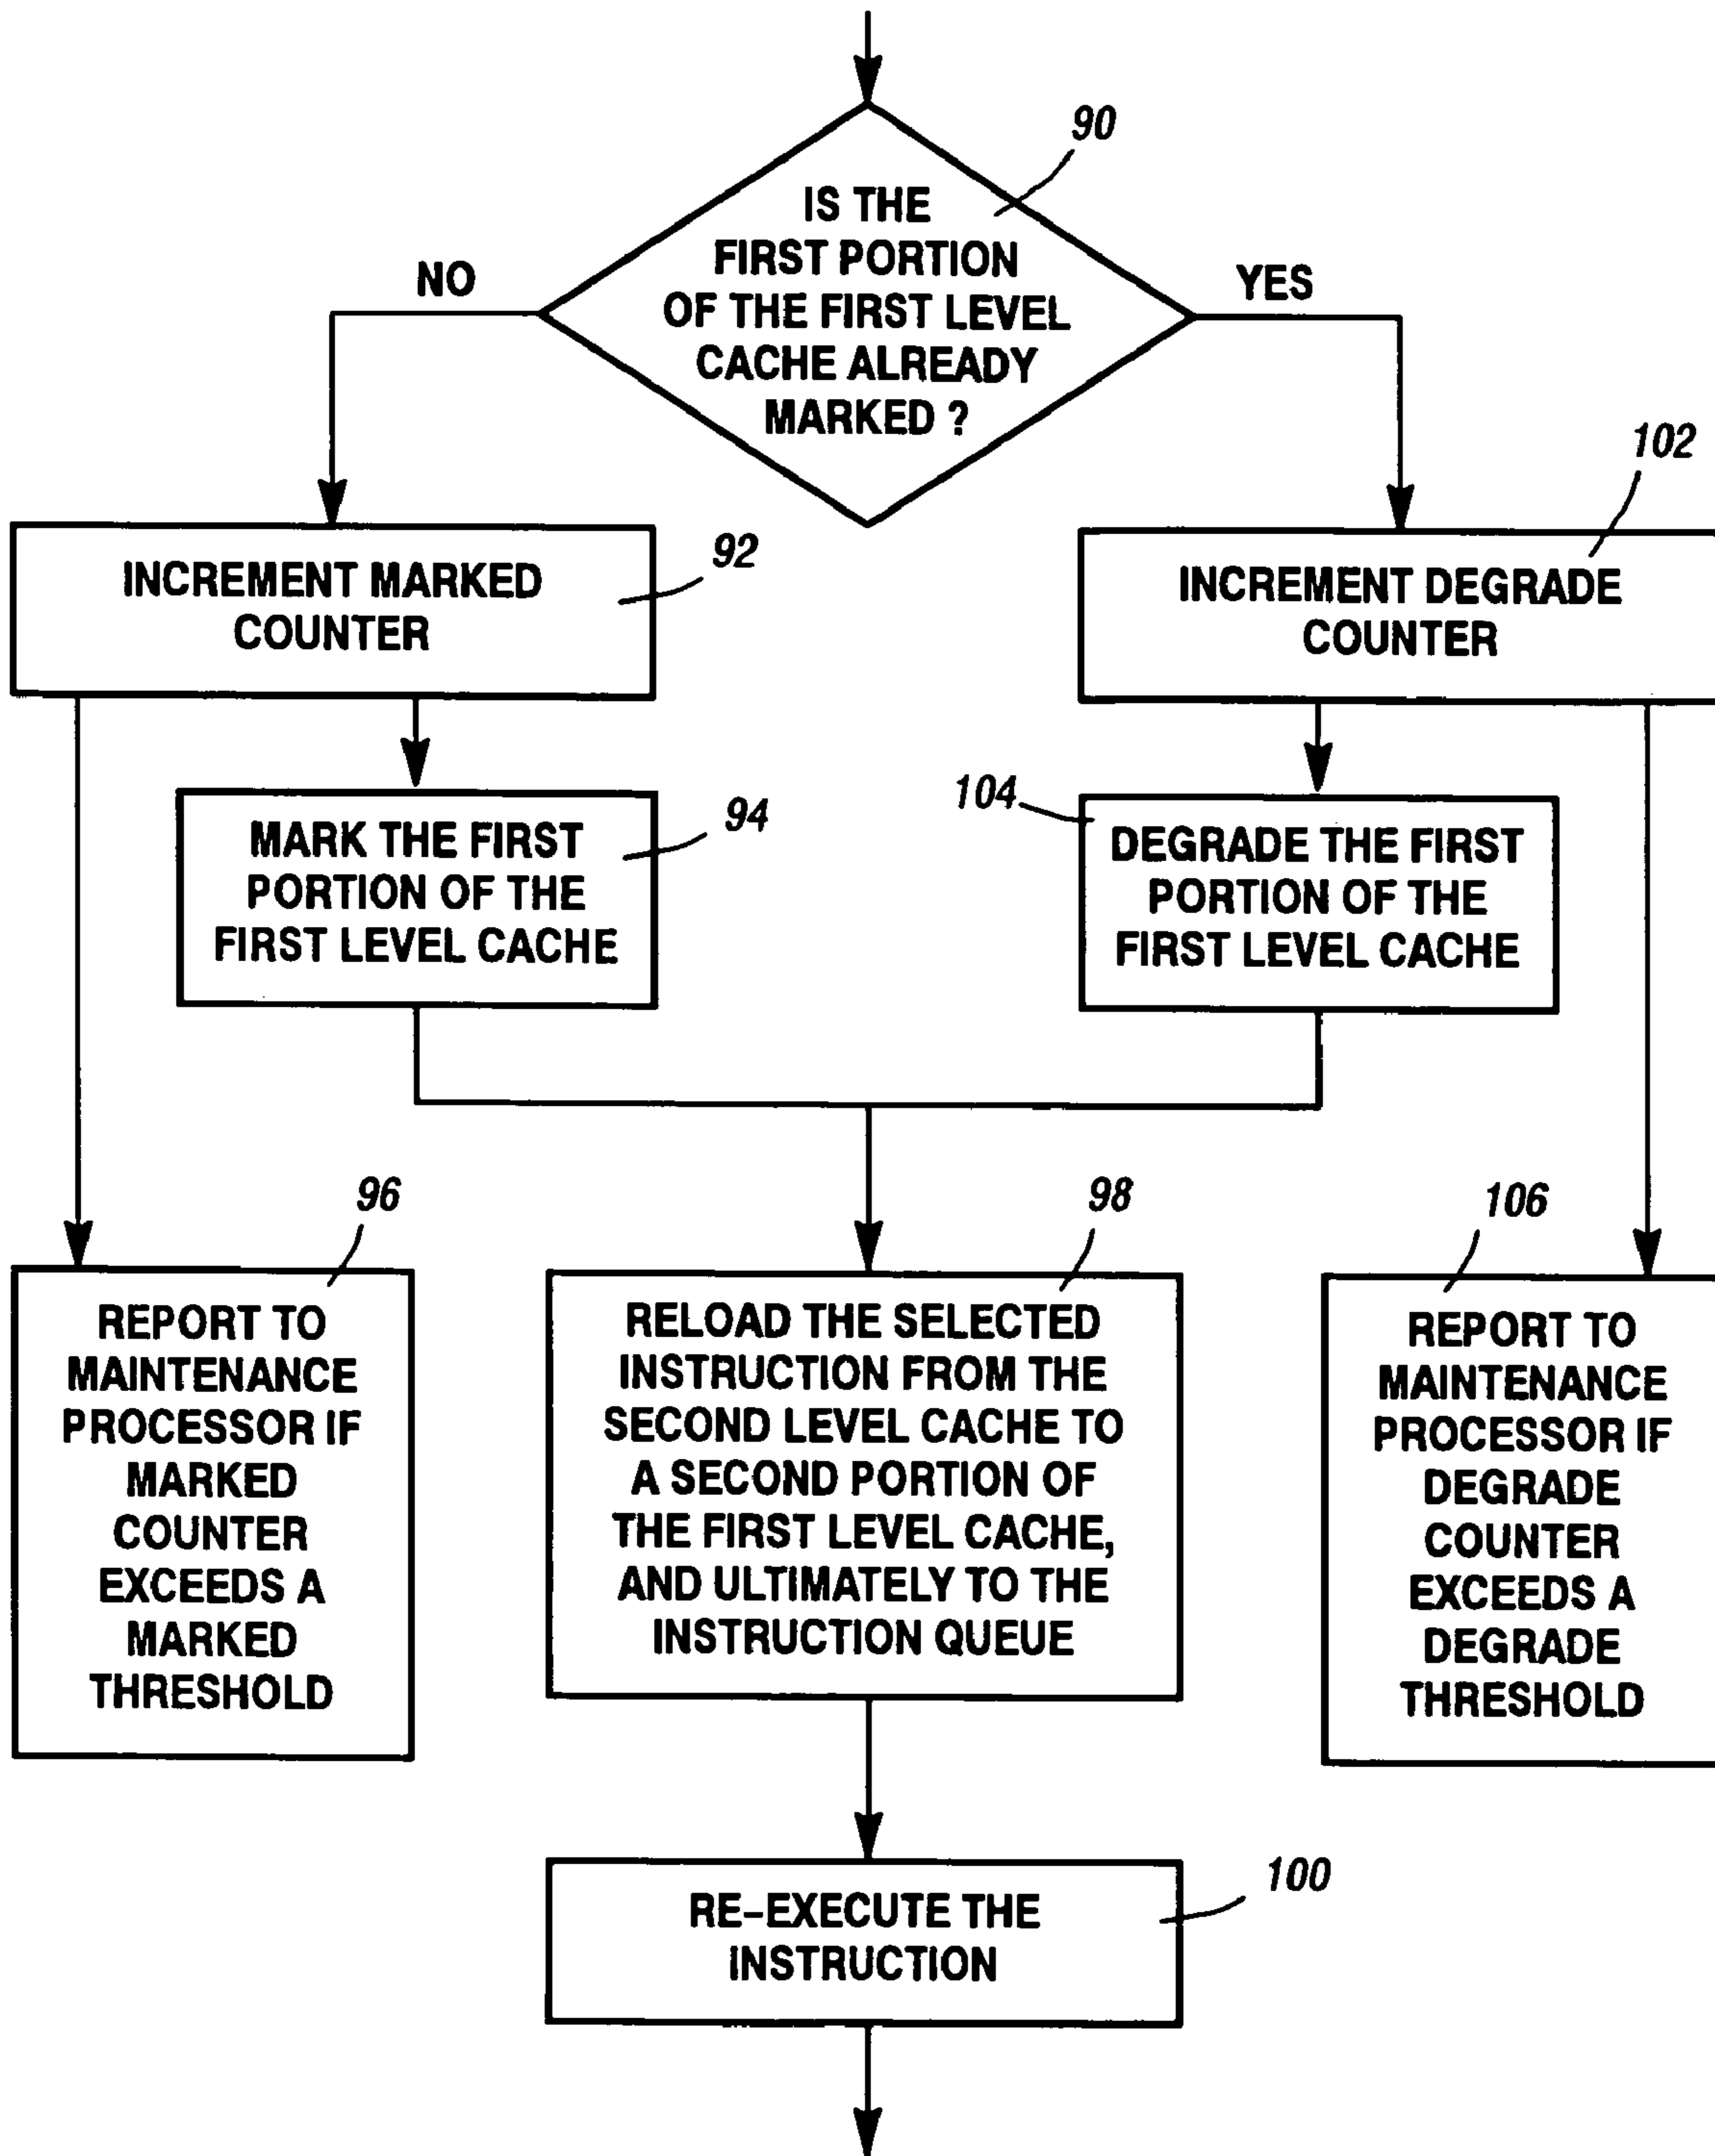 90
IS THE
FIRST PORTION
OF THE FIRST LEVEL
CACHE ALREADY
MARKED ?
NO
YES
92
INCREMENT MARKED
COUNTER
102
INCREMENT DEGRADE
COUNTER
94
MARK THE FIRST
PORTION OF THE
FIRST LEVEL CACHE
104
DEGRADE THE FIRST
PORTION OF THE
FIRST LEVEL CACHE
96
REPORT TO
MAINTENANCE
PROCESSOR IF
MARKED
COUNTER
EXCEEDS A
MARKED
THRESHOLD
98
RELOAD THE SELECTED
INSTRUCTION FROM THE
SECOND LEVEL CACHE TO
A SECOND PORTION OF
THE FIRST LEVEL CACHE,
AND ULTIMATELY TO THE
INSTRUCTION QUEUE
106
REPORT TO
MAINTENANCE
PROCESSOR IF
DEGRADE
COUNTER
EXCEEDS A
DEGRADE
THRESHOLD
100
RE-EXECUTE THE
INSTRUCTION